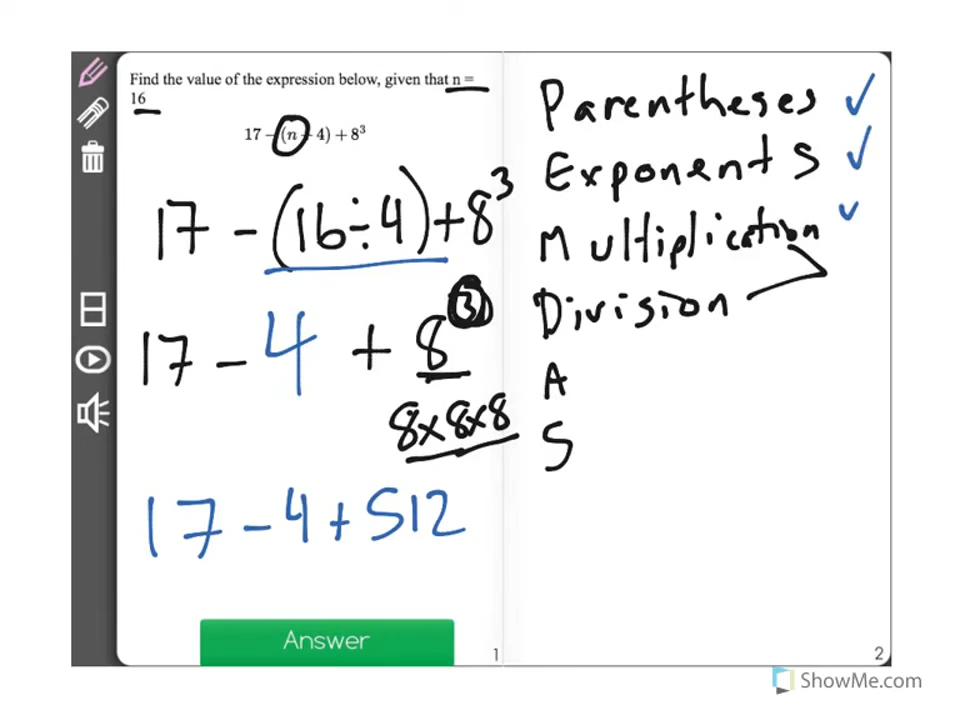 Find the value of the expression below, given that n =
16
17 − (n ÷ 4) + 8³
17 - (16÷4)+8³
17 - 4 + 8³
8×8×8
17-4+512
Answer
1
Parentheses ✓
Exponents ✓
Multiplication ✓
Division
A
S
2
ShowMe.com